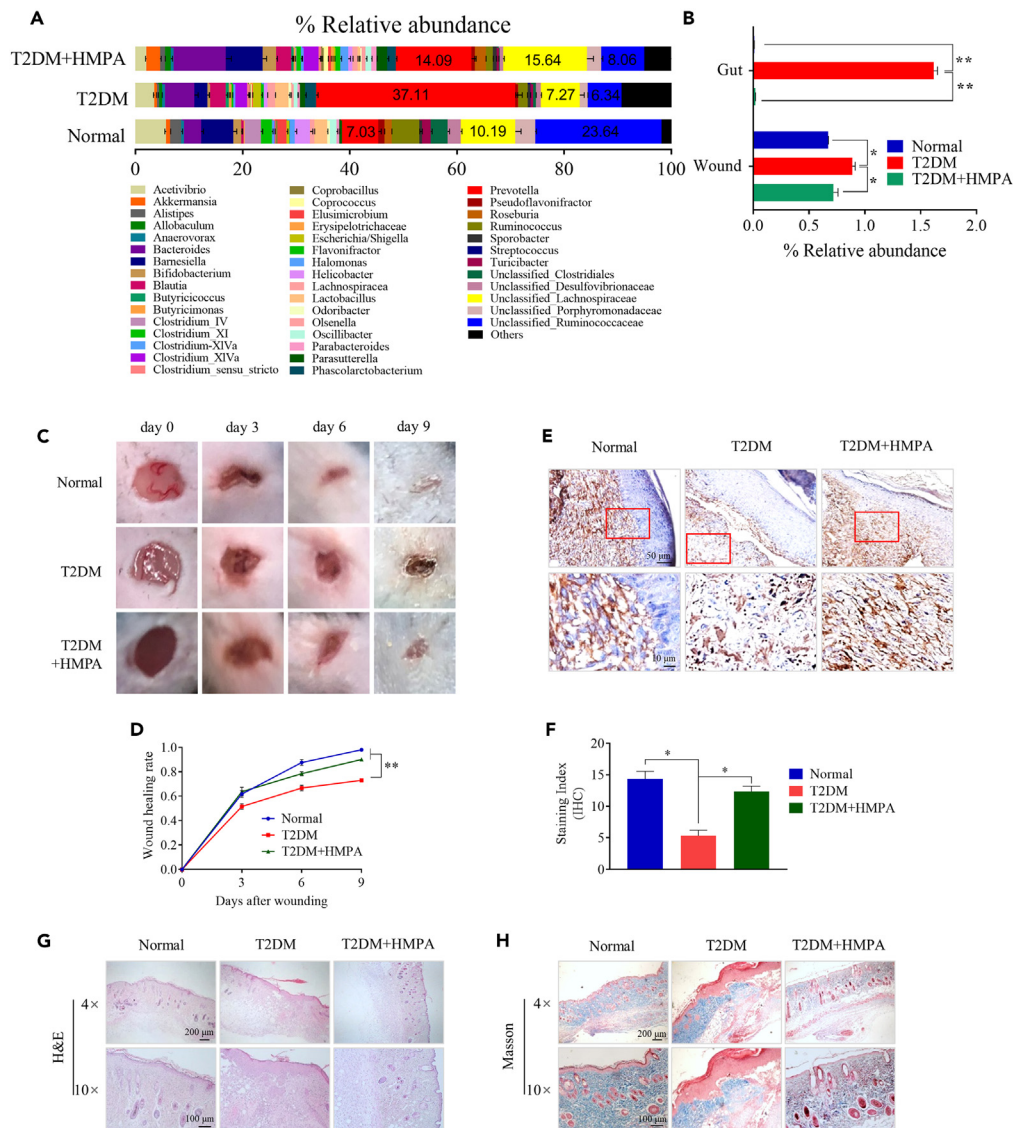 A
% Relative abundance
T2DM+HMPA
14.09
15.64
8.06
T2DM
37.11
7.27
6.34
Normal
7.03
10.19
23.64
0 20 40 60 80 100
Acetivibrio
Akkermansia
Alistipes
Allobaculum
Anaerovorax
Bacteroides
Barnesiella
Bifidobacterium
Blautia
Butyricicoccus
Butyricimonas
Clostridium_IV
Clostridium_XI
Clostridium-XIVa
Clostridium_XlVa
Clostridium_sensu_stricto
Coprobacillus
Coprococcus
Elusimicrobium
Erysipelotrichaceae
Escherichia/Shigella
Flavonifractor
Halomonas
Helicobacter
Lachnospiracea
Lactobacillus
Odoribacter
Olsenella
Oscillibacter
Parabacteroides
Parasutterella
Phascolarctobacterium
Prevotella
Pseudoflavonifractor
Roseburia
Ruminococcus
Sporobacter
Streptococcus
Turicibacter
Unclassified_Clostridiales
Unclassified_Desulfovibrionaceae
Unclassified_Lachnospiraceae
Unclassified_Porphyromonadaceae
Unclassified_Ruminococcaceae
Others
B
Gut
**
**
Wound
*
*
Normal
T2DM
T2DM+HMPA
0.0 0.5 1.0 1.5 2.0
% Relative abundance
C
day 0 day 3 day 6 day 9
Normal
T2DM
T2DM
+HMPA
D
Wound healing rate
1.0
0.8
0.6
0.4
0.2
0.0
**
Normal
T2DM
T2DM+HMPA
0 3 6 9
Days after wounding
E
Normal T2DM T2DM+HMPA
50 μm
10 μm
F
Staining Index
(IHC)
20
15
10
5
0
*
*
Normal
T2DM
T2DM+HMPA
G
Normal T2DM T2DM+HMPA
H&E
4×
200 μm
10×
100 μm
H
Normal T2DM T2DM+HMPA
Masson
4×
200 μm
10×
100 μm